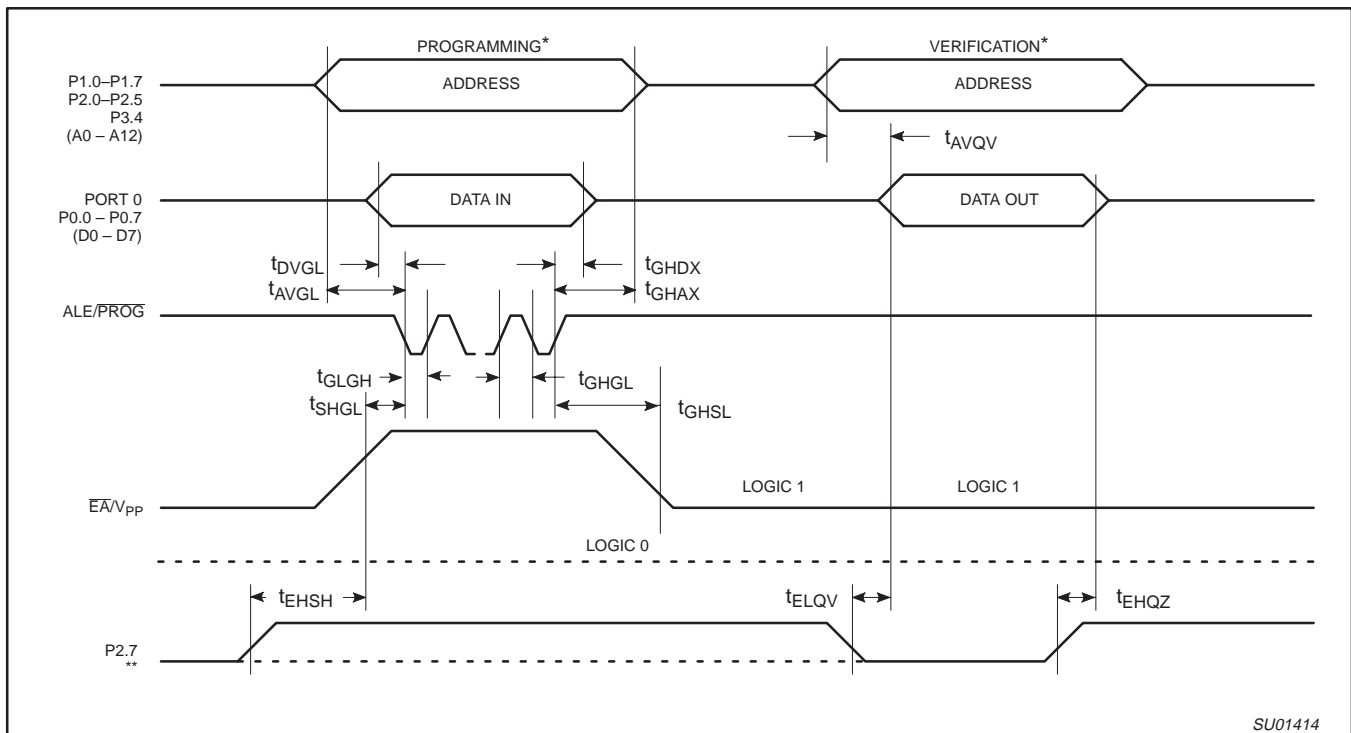 PROGRAMMING*
VERIFICATION*
P1.0–P1.7
P2.0–P2.5
P3.4
(A0 – A12)
ADDRESS
ADDRESS
tAVQV
PORT 0
P0.0 – P0.7
(D0 – D7)
DATA IN
DATA OUT
tDVGL
tGHDX
tAVGL
tGHAX
ALE/PROG
tGLGH
tGHGL
tSHGL
tGHSL
LOGIC 1
LOGIC 1
EA/VPP
LOGIC 0
tEHSH
tELQV
tEHQZ
P2.7
**
SU01414